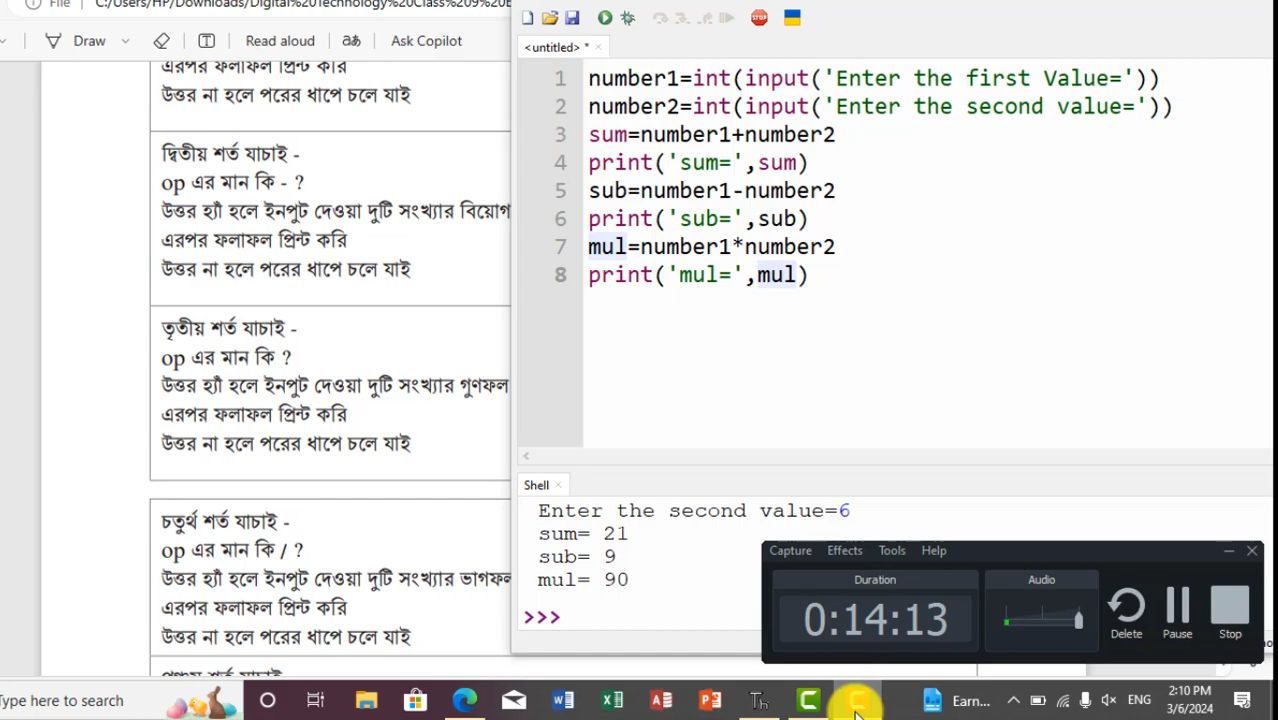 File
C:/Users/HP/Downloads/Digital%20Technology%20Class%209%20E
Draw
Read aloud
Ask Copilot
এরপর ফলাফল প্রিন্ট করি
উত্তর না হলে পরের ধাপে চলে যাই
দ্বিতীয় শর্ত যাচাই -
op এর মান কি - ?
উত্তর হ্যাঁ হলে ইনপুট দেওয়া দুটি সংখ্যার বিয়োগ
এরপর ফলাফল প্রিন্ট করি
উত্তর না হলে পরের ধাপে চলে যাই
তৃতীয় শর্ত যাচাই -
op এর মান কি ?
উত্তর হ্যাঁ হলে ইনপুট দেওয়া দুটি সংখ্যার গুণফল
এরপর ফলাফল প্রিন্ট করি
উত্তর না হলে পরের ধাপে চলে যাই
চতুর্থ শর্ত যাচাই -
op এর মান কি / ?
উত্তর হ্যাঁ হলে ইনপুট দেওয়া দুটি সংখ্যার ভাগফল
এরপর ফলাফল প্রিন্ট করি
উত্তর না হলে পরের ধাপে চলে যাই
STOP
<untitled> *
1 number1=int(input('Enter the first Value='))
2 number2=int(input('Enter the second value='))
3 sum=number1+number2
4 print('sum=',sum)
5 sub=number1-number2
6 print('sub=',sub)
7 mul=number1*number2
8 print('mul=',mul)
Shell
Enter the second value=6
sum= 21
sub= 9
mul= 90
>>>
Capture Effects Tools Help
Duration
0:14:13
Audio
Delete Pause Stop
Type here to search
Th
Earn...
ENG
2:10 PM
3/6/2024